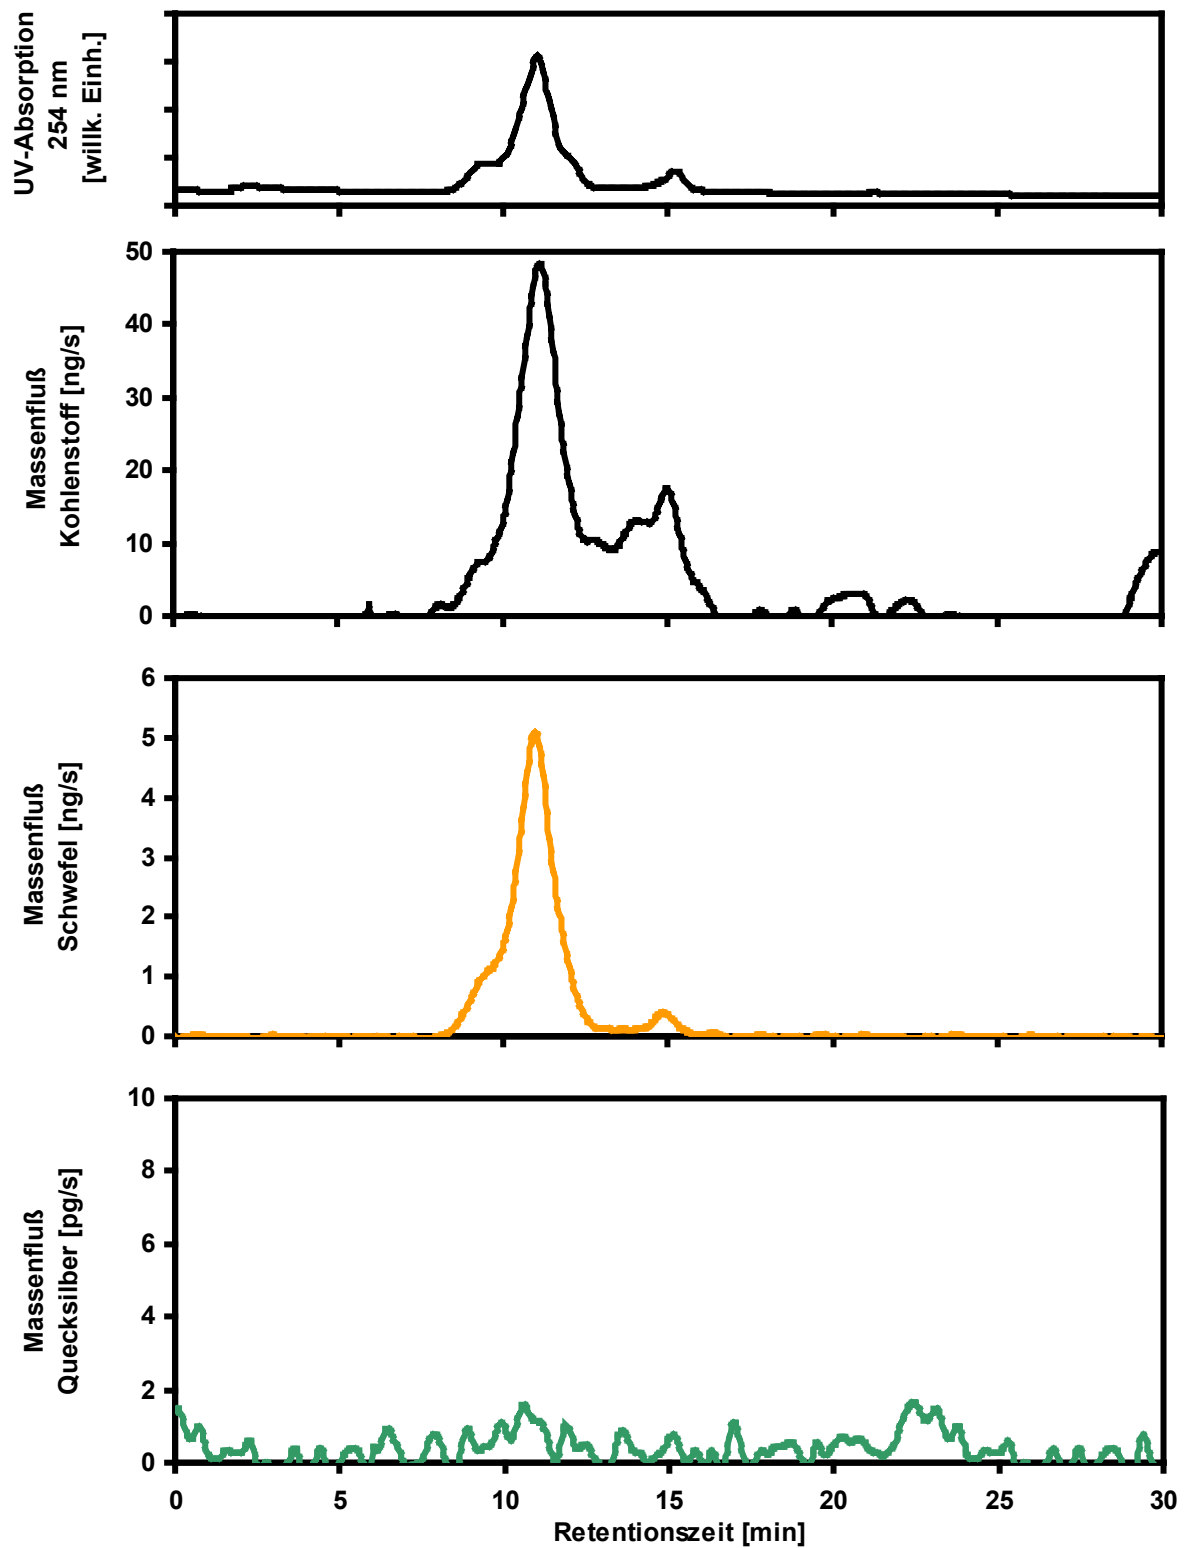 UV-Absorption
254 nm
[willk. Einh.]
Massenfluß
Kohlenstoff [ng/s]
50
40
30
20
10
0
Massenfluß
Schwefel [ng/s]
6
5
4
3
2
1
0
Massenfluß
Quecksilber [pg/s]
10
8
6
4
2
0
0 5 10 15 20 25 30
Retentionszeit [min]